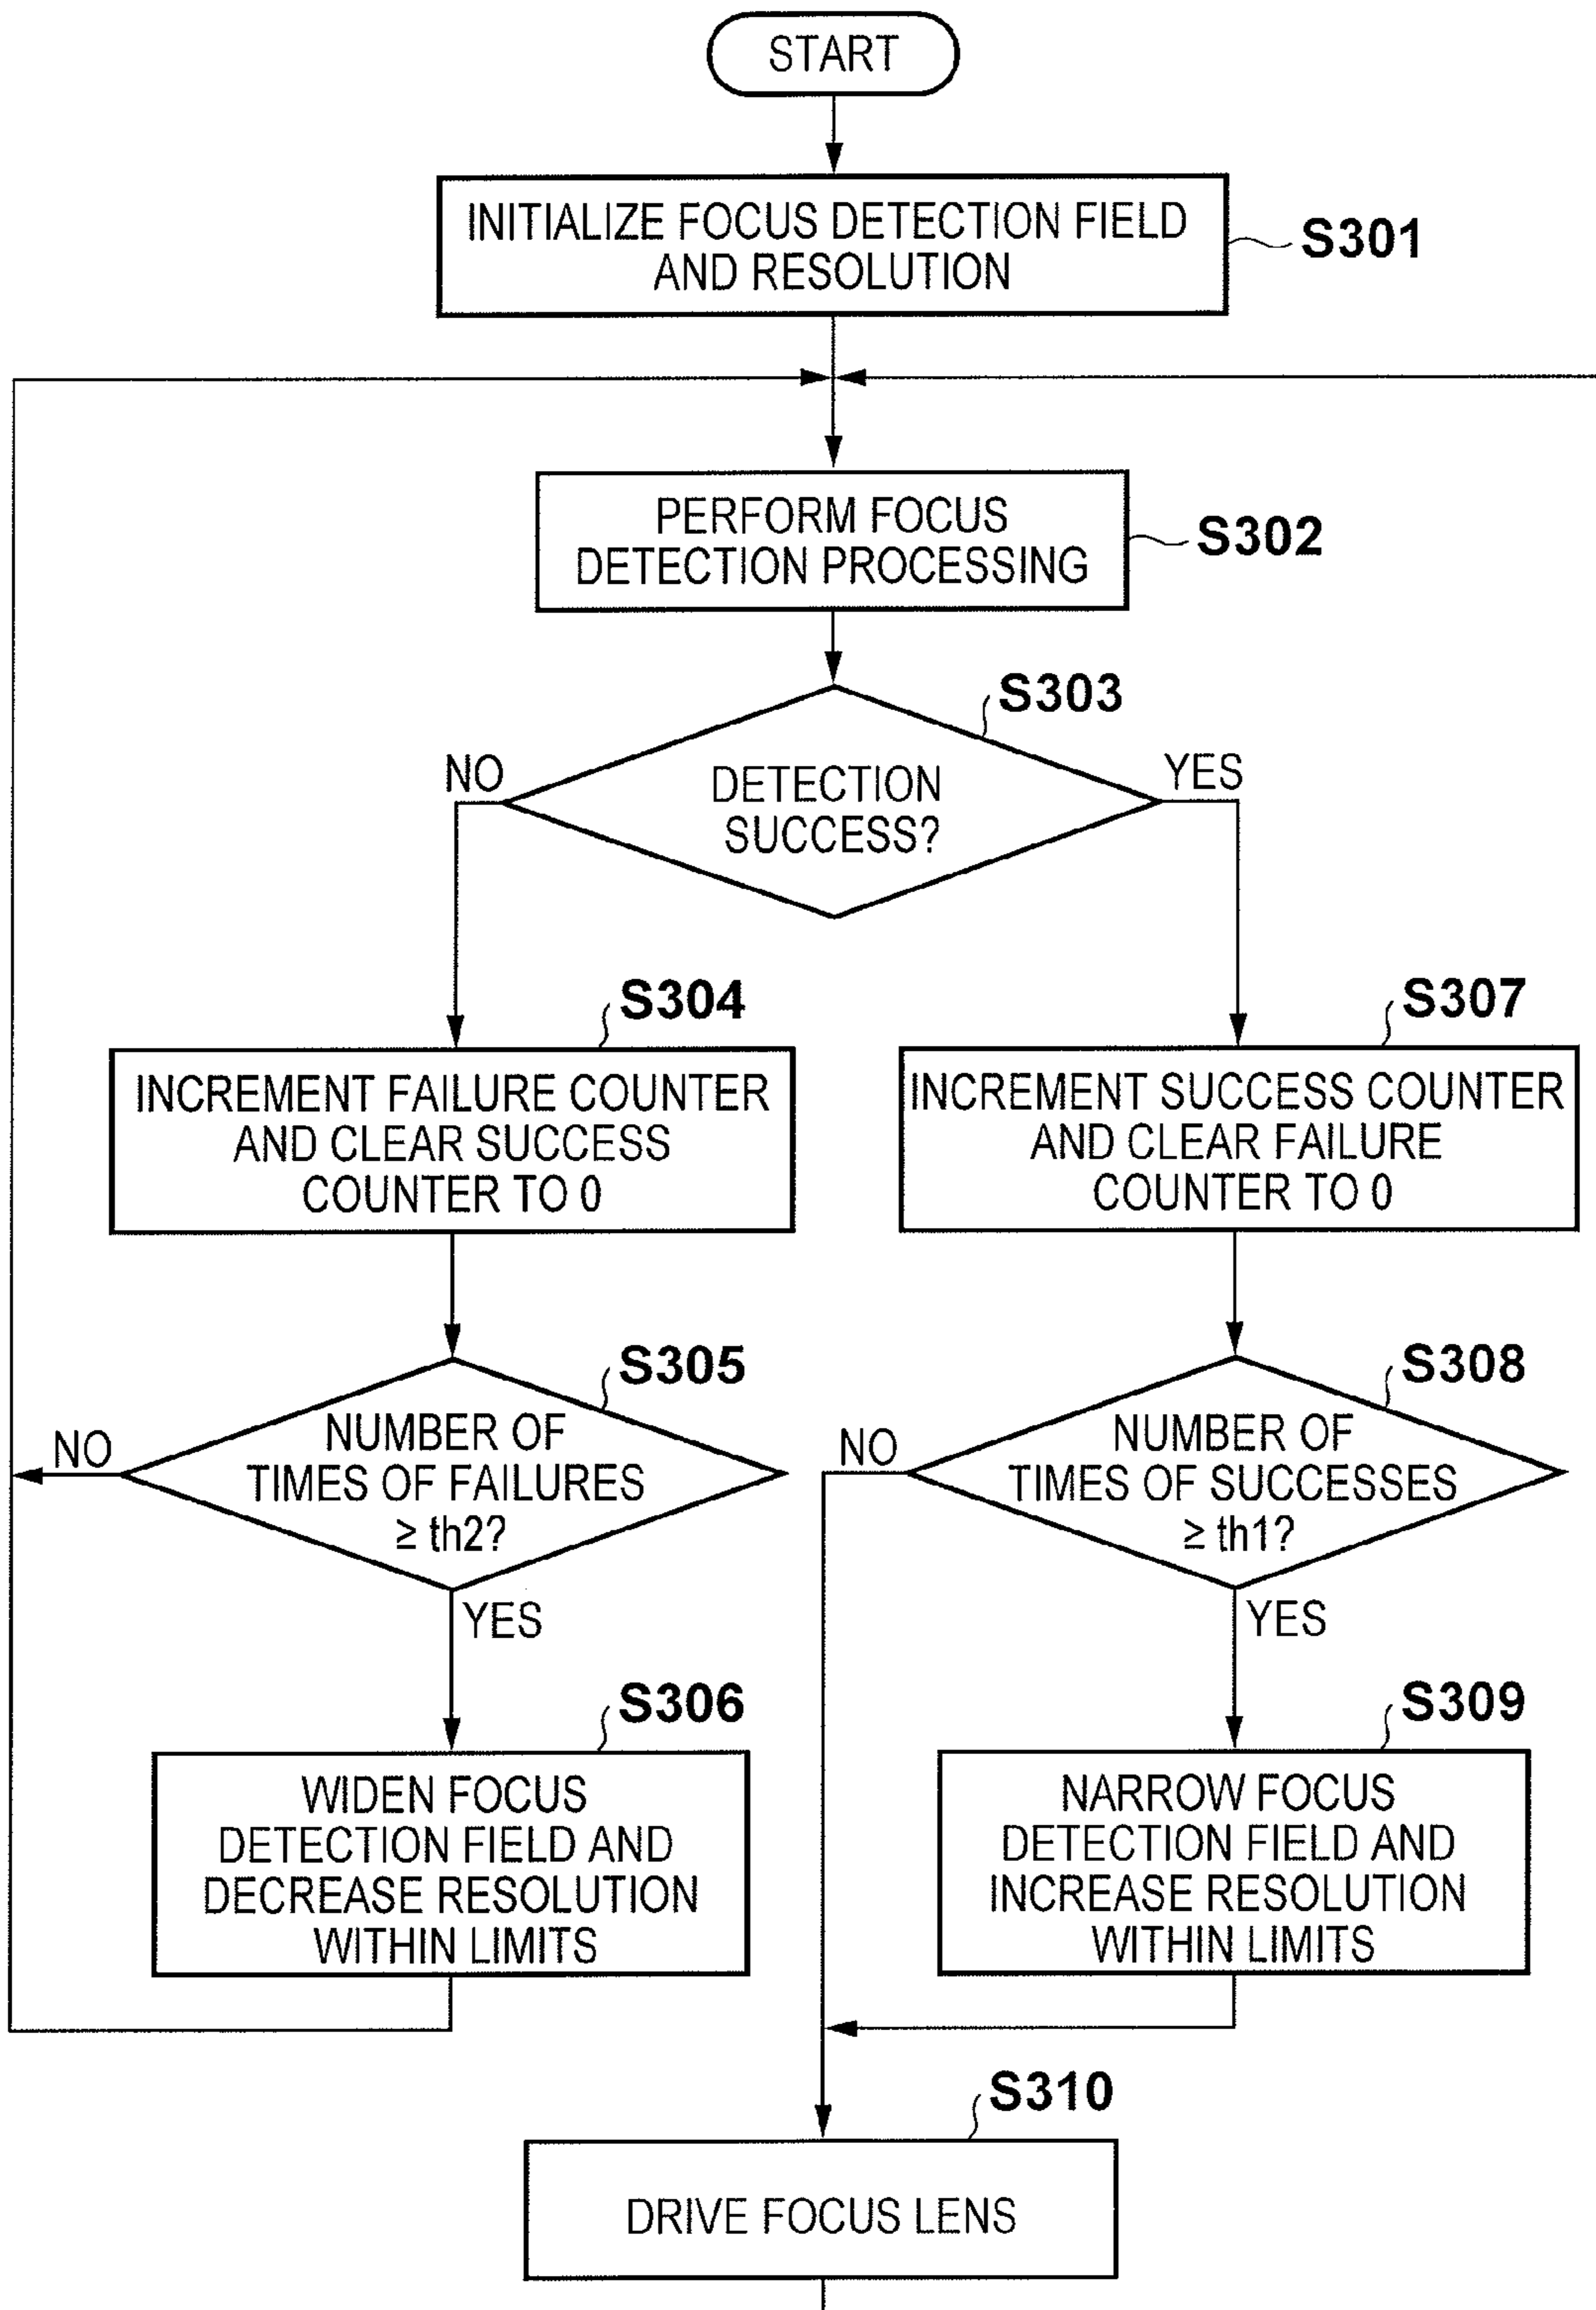 START
INITIALIZE FOCUS DETECTION FIELD
AND RESOLUTION
S301
PERFORM FOCUS
DETECTION PROCESSING
S302
S303
DETECTION
SUCCESS?
NO
YES
S304
INCREMENT FAILURE COUNTER
AND CLEAR SUCCESS
COUNTER TO 0
S307
INCREMENT SUCCESS COUNTER
AND CLEAR FAILURE
COUNTER TO 0
S305
NUMBER OF
TIMES OF FAILURES
≥ th2?
NO
YES
S308
NUMBER OF
TIMES OF SUCCESSES
≥ th1?
NO
YES
S306
WIDEN FOCUS
DETECTION FIELD AND
DECREASE RESOLUTION
WITHIN LIMITS
S309
NARROW FOCUS
DETECTION FIELD AND
INCREASE RESOLUTION
WITHIN LIMITS
S310
DRIVE FOCUS LENS